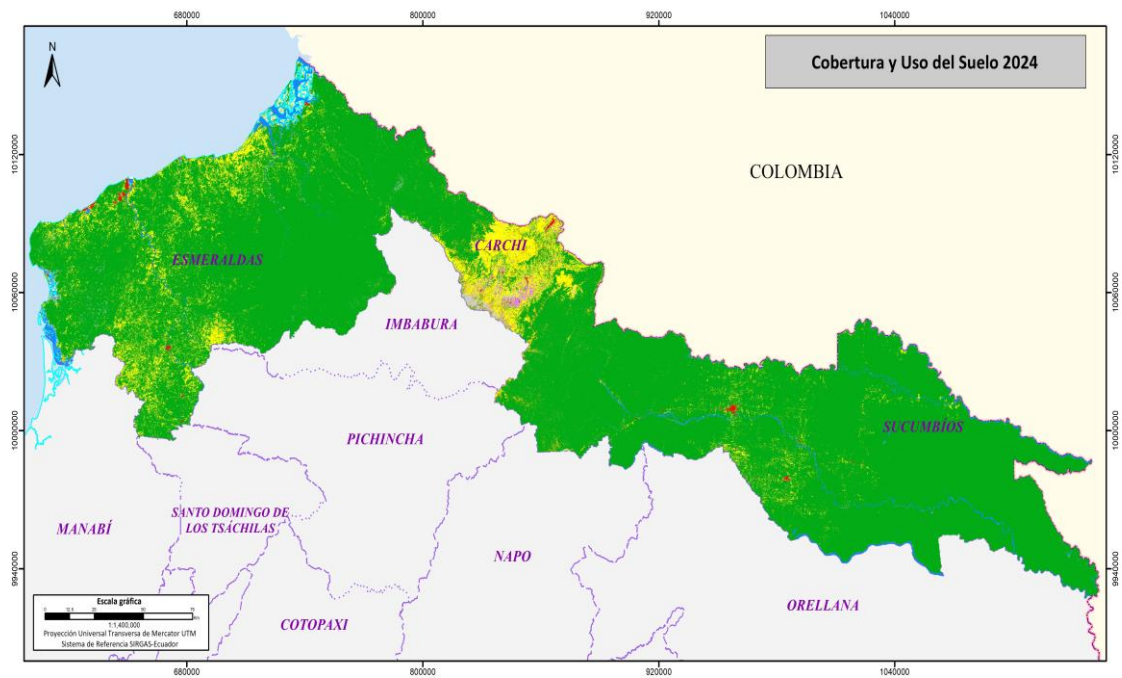 680000
800000
920000
1040000
N
Cobertura y Uso del Suelo 2024
10120000
10120000
COLOMBIA
CARCHI
ESMERALDAS
10060000
10060000
IMBABURA
SUCUMBÍOS
10000000
10000000
PICHINCHA
SANTO DOMINGO DE
LOS TSÁCHILAS
MANABÍ
NAPO
9940000
9940000
ORELLANA
COTOPAXI
Escala gráfica
1:1,400,000
Proyección Universal Transversa de Mercator UTM
Sistema de Referencia SIRGAS-Ecuador
680000
800000
920000
1040000